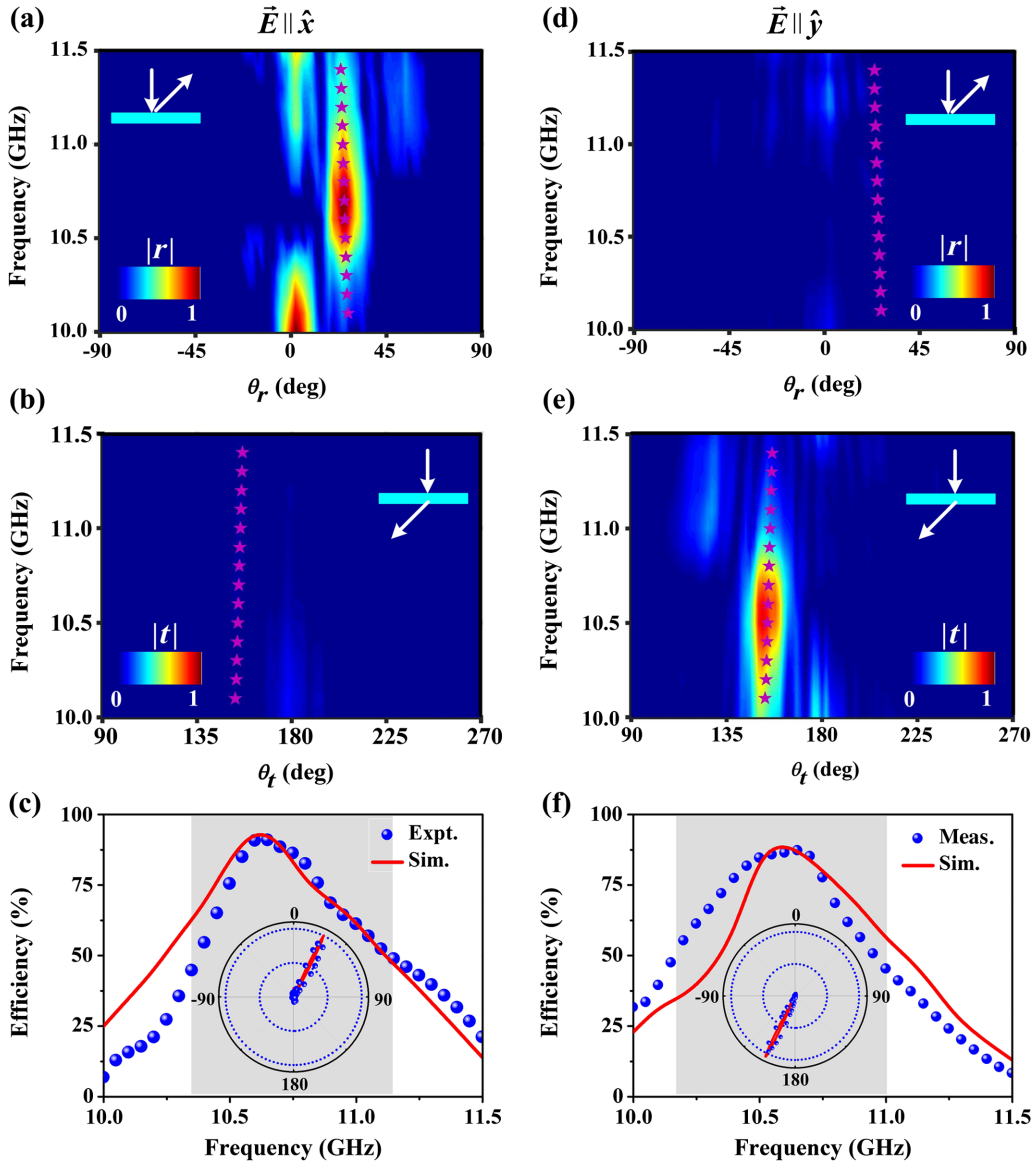 (a)
E⃗ ∥ x̂
11.5
11.0
10.5
10.0
Frequency (GHz)
|r|
0 1
-90 -45 0 45 90
θr (deg)
(d)
E⃗ ∥ ŷ
11.5
11.0
10.5
10.0
Frequency (GHz)
|r|
0 1
-90 -45 0 45 90
θr (deg)
(b)
11.5
11.0
10.5
10.0
Frequency (GHz)
|t|
0 1
90 135 180 225 270
θt (deg)
(e)
11.5
11.0
10.5
10.0
Frequency (GHz)
|t|
0 1
90 135 180 225 270
θt (deg)
(c)
100
75
50
25
0
Efficiency (%)
Expt.
Sim.
0
-90 90
180
10.0 10.5 11.0 11.5
Frequency (GHz)
(f)
100
75
50
25
0
Efficiency (%)
Meas.
Sim.
0
-90 90
180
10.0 10.5 11.0 11.5
Frequency (GHz)